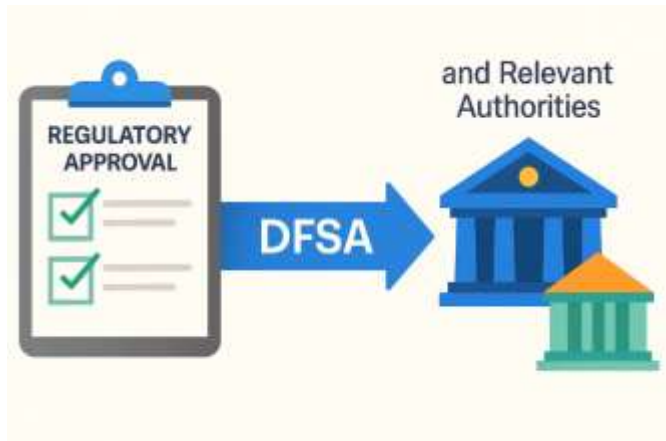 REGULATORY
APPROVAL
DFSA
and Relevant
Authorities